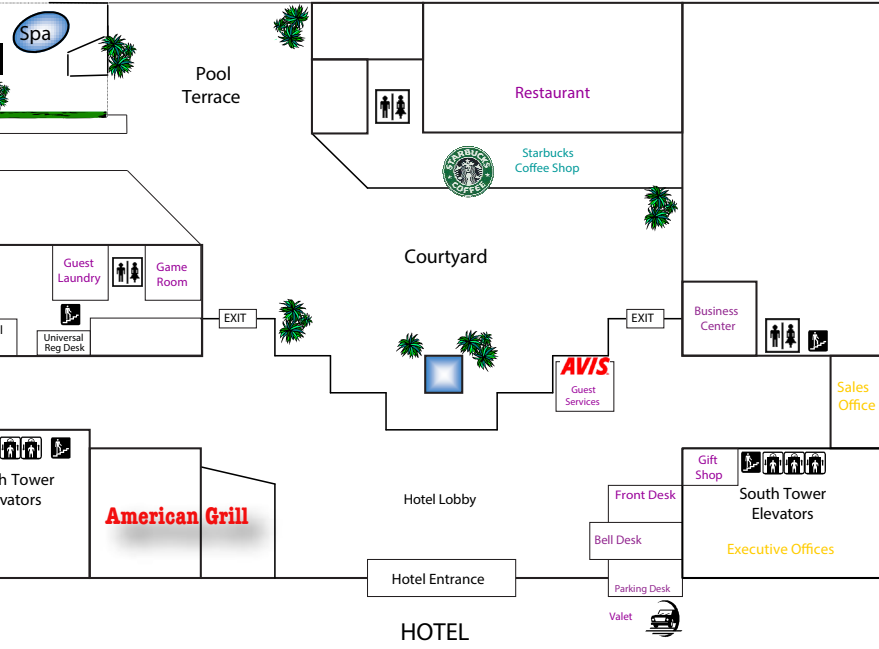 Spa
Pool
Terrace
Restaurant
STARBUCKS
COFFEE
Starbucks
Coffee Shop
Courtyard
Guest
Laundry
Game
Room
EXIT
EXIT
Business
Center
Universal
Reg Desk
l
AVIS
Guest
Services
Sales
Office
h Tower
vators
American Grill
Hotel Lobby
Gift
Shop
Front Desk
South Tower
Elevators
Bell Desk
Executive Offices
Hotel Entrance
Parking Desk
Valet
HOTEL